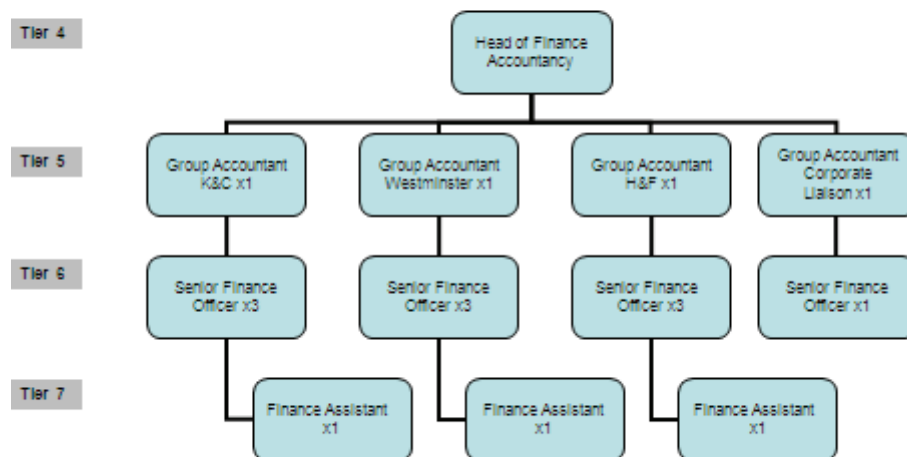 Tier 4
Head of Finance
Accountancy
Tier 5
Group Accountant
K&C x1
Group Accountant
Westminster x1
Group Accountant
H&F x1
Group Accountant
Corporate
Liaison x1
Tier 6
Senior Finance
Officer x3
Senior Finance
Officer x3
Senior Finance
Officer x3
Senior Finance
Officer x1
Tier 7
Finance Assistant
x1
Finance Assistant
x1
Finance Assistant
x1